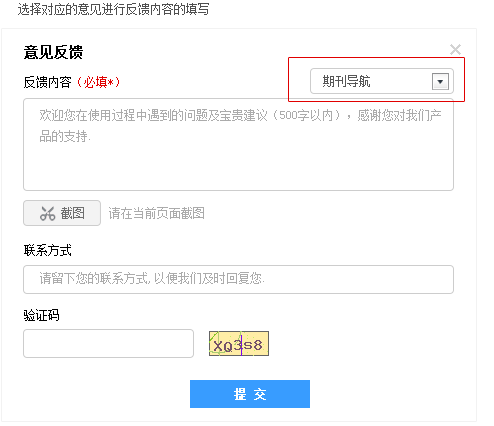 选择对应的意见进行反馈内容的填写
意见反馈
反馈内容（必填*）
期刊导航
欢迎您在使用过程中遇到的问题及宝贵建议（500字以内），感谢您对我们产
品的支持.
截图 请在当前页面截图
联系方式
请留下您的联系方式,以便我们及时回复您.
验证码
XQ3s8
提 交